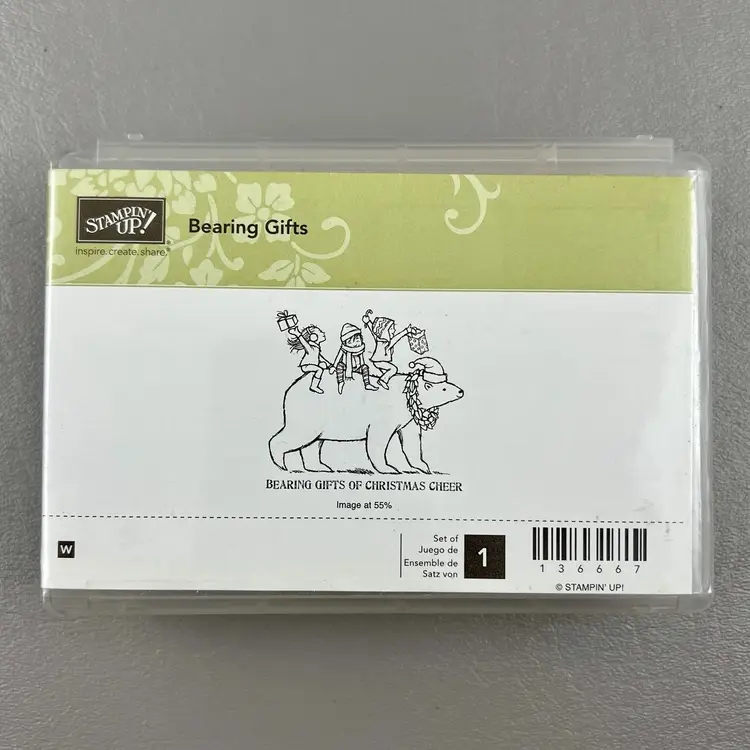 STAMPIN' UP!®
inspire. create. share.®
Bearing Gifts
BEARING GIFTS OF CHRISTMAS CHEER
Image at 55%
W
Set of
Juego de
Ensemble de
Satz von
1
136667
© STAMPIN' UP!